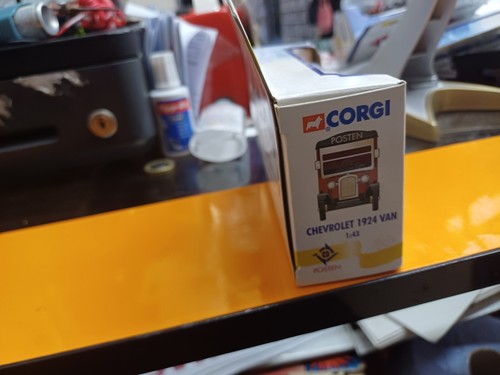 CORGI
POSTEN
CHEVROLET 1924 VAN
1:43
POSTEN